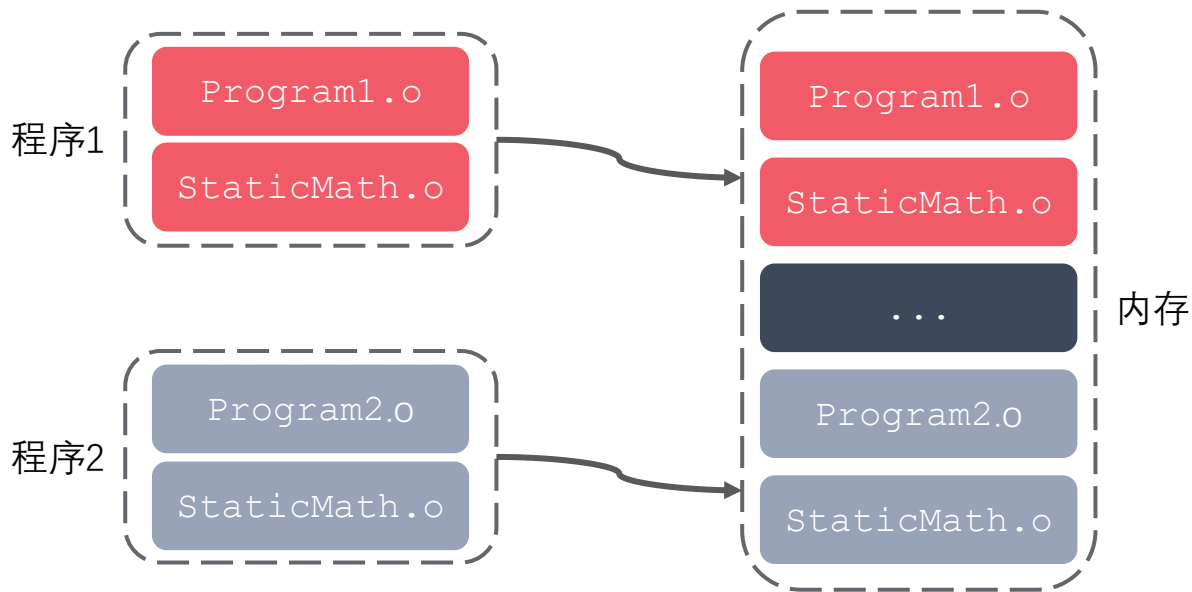 程序1
Program1.o
StaticMath.o
程序2
Program2.o
StaticMath.o
Program1.o
StaticMath.o
...
Program2.o
StaticMath.o
内存